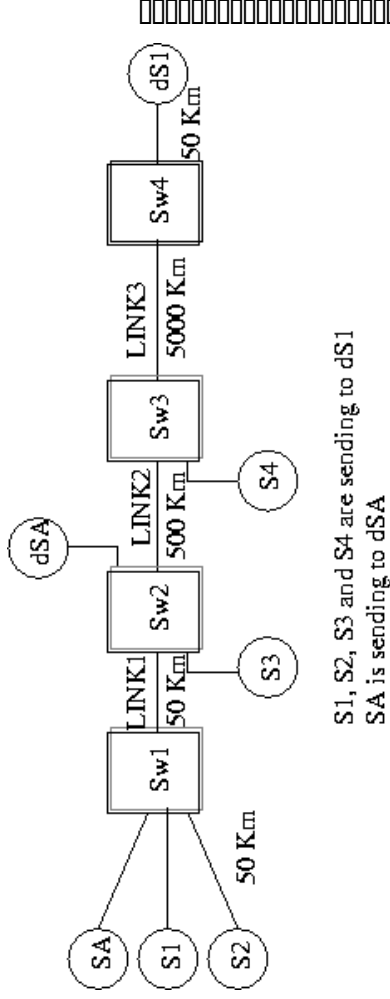 SA
S1
S2
50 Km
Sw1
LINK1
50 Km
Sw2
dSA
S3
LINK2
500 Km
Sw3
S4
LINK3
5000 Km
Sw4
50 Km
dS1
S1, S2, S3 and S4 are sending to dS1
SA is sending to dSA